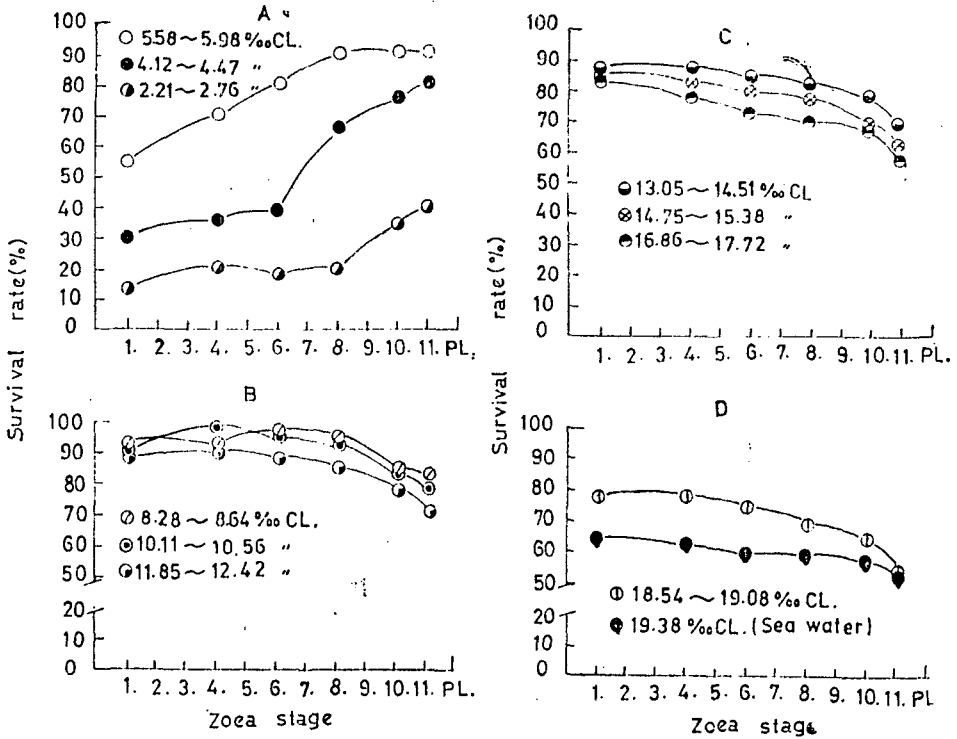 A
100
90
80
70
60
50
40
30
20
10
0
5.58 ~ 5.98 ‰ CL.
4.12 ~ 4.47 〃
2.21 ~ 2.76 〃
1. 2. 3. 4. 5. 6. 7. 8. 9. 10. 11. PL.
Survival rate (%)
B
100
90
80
70
60
50
20
10
0
8.28 ~ 8.64 ‰ CL.
10.11 ~ 10.56 〃
11.85 ~ 12.42 〃
1. 2. 3. 4. 5. 6. 7. 8. 9. 10. 11. PL.
Zoea stage
C
100
90
80
70
60
50
40
30
20
10
0
13.05 ~ 14.51 ‰ CL
14.75 ~ 15.38 〃
16.86 ~ 17.72 〃
1. 2. 3. 4. 5. 6. 7. 8. 9. 10. 11. PL.
Survival rate (%)
D
100
90
80
70
60
50
20
10
0
18.54 ~ 19.08 ‰ CL.
19.38 ‰ CL. (Sea water)
1. 2. 3. 4. 5. 6. 7. 8. 9. 10. 11. PL
Zoea stage